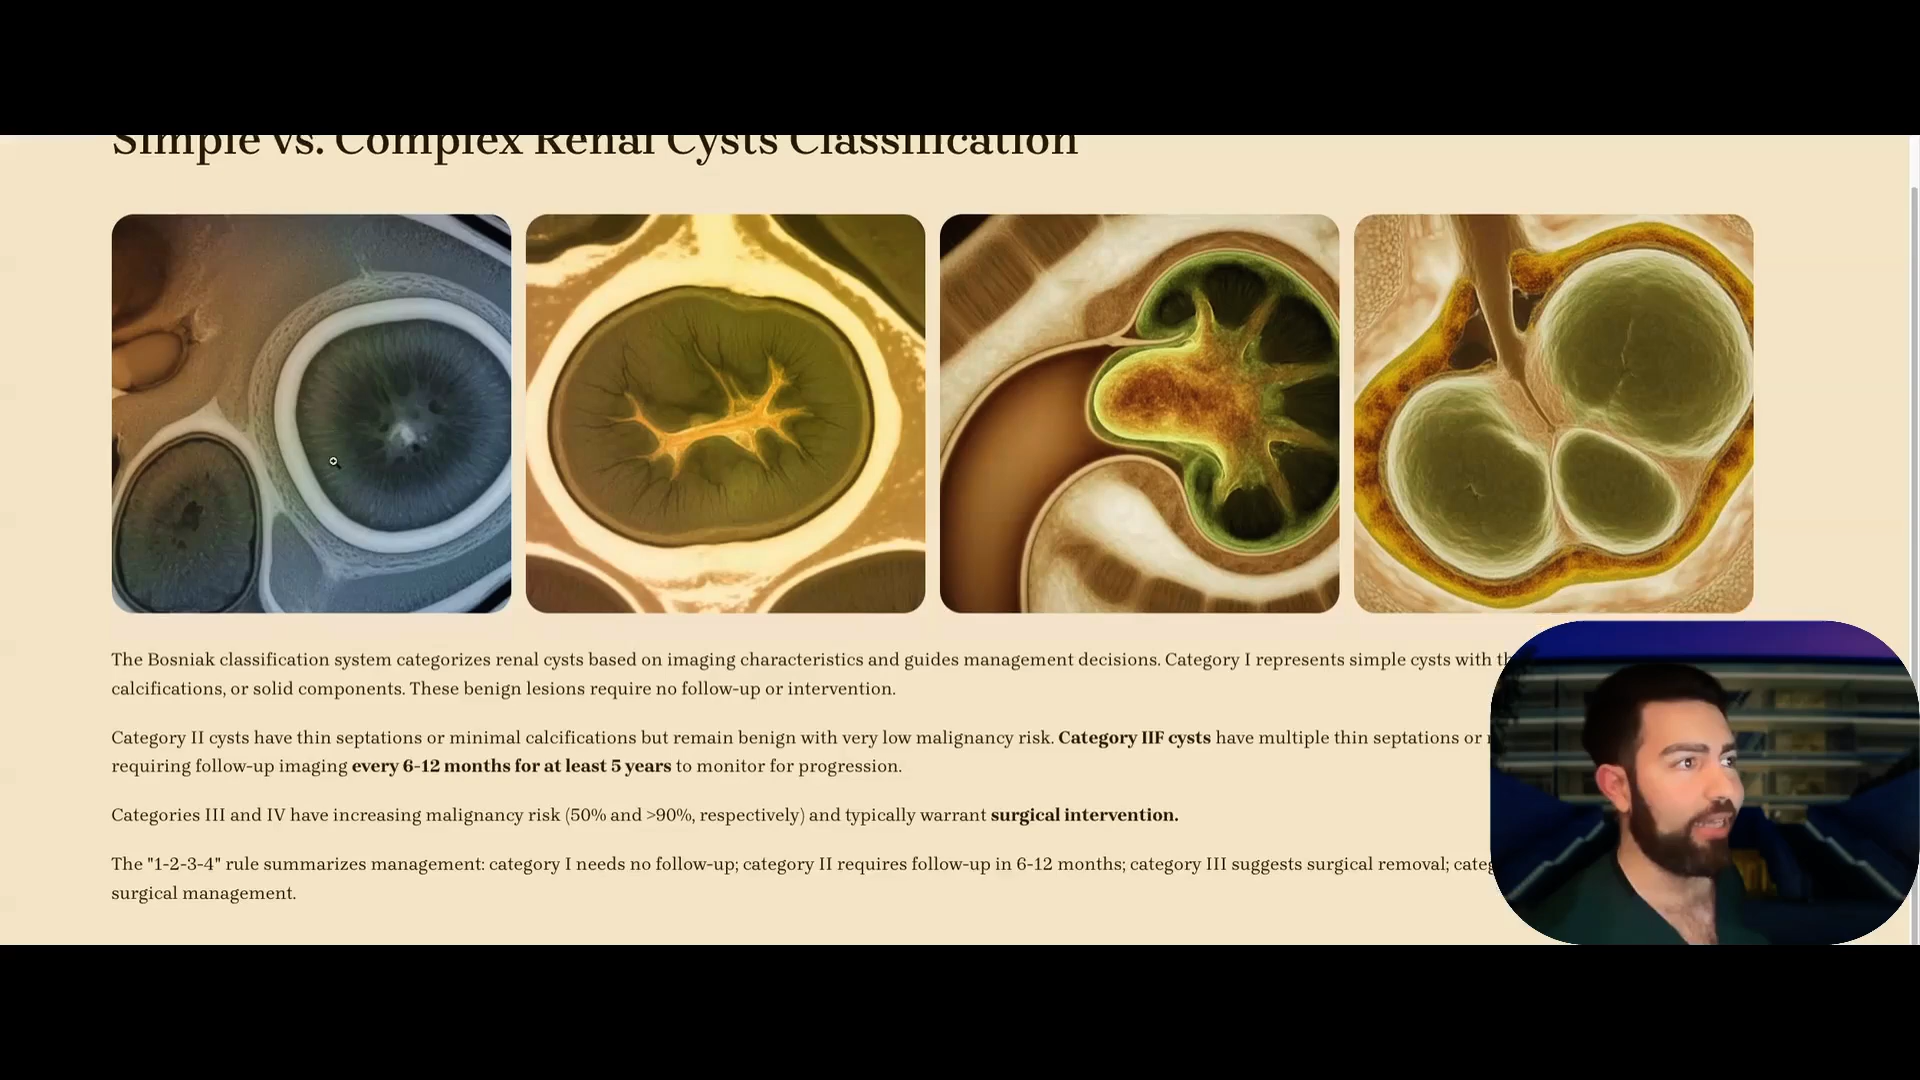 Simple vs. Complex Renal Cysts Classification
The Bosniak classification system categorizes renal cysts based on imaging characteristics and guides management decisions. Category I represents simple cysts with
calcifications, or solid components. These benign lesions require no follow-up or intervention.
Category II cysts have thin septations or minimal calcifications but remain benign with very low malignancy risk. Category IIF cysts have multiple thin septations or
requiring follow-up imaging every 6-12 months for at least 5 years to monitor for progression.
Categories III and IV have increasing malignancy risk (50% and >90%, respectively) and typically warrant surgical intervention.
The "1-2-3-4" rule summarizes management: category I needs no follow-up; category II requires follow-up in 6-12 months; category III suggests surgical removal;
surgical management.